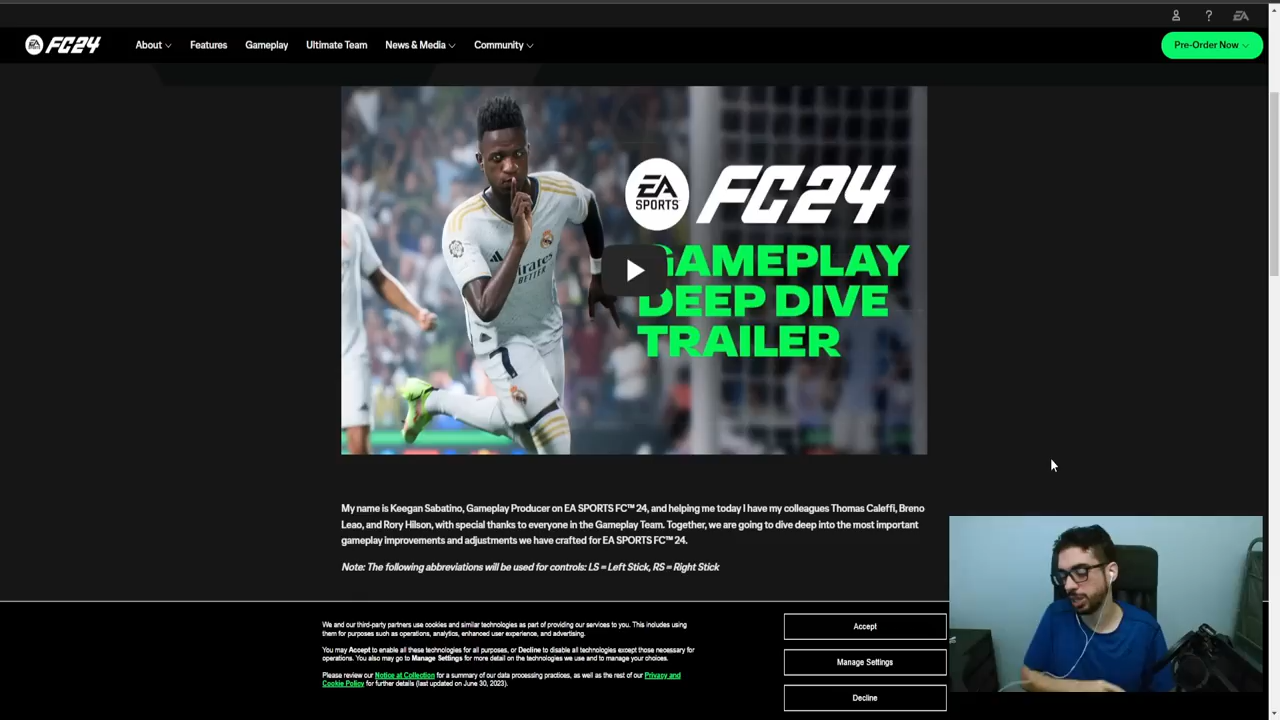 EA SPORTS FC24
About
Features
Gameplay
Ultimate Team
News & Media
Community
?
EA
Pre-Order Now
EA SPORTS FC24
GAMEPLAY
DEEP DIVE
TRAILER
Emirates
BETTER
7
My name is Keegan Sabatino, Gameplay Producer on EA SPORTS FC™ 24, and helping me today I have my colleagues Thomas Caleffi, Breno
Leao, and Rory Hilson, with special thanks to everyone in the Gameplay Team. Together, we are going to dive deep into the most important
gameplay improvements and adjustments we have crafted for EA SPORTS FC™ 24.
Note: The following abbreviations will be used for controls: LS = Left Stick, RS = Right Stick
We and our third-party partners use cookies and similar technologies as part of providing our services to you. This includes using
them for purposes such as operations, analytics, enhanced user experience, and advertising.
You may Accept to enable all these technologies for all purposes, or Decline to disable all technologies except those necessary for
operations. You also may go to Manage Settings for more detail on the technologies we use and to manage your choices.
Please review our Notice at Collection for a summary of our data processing practices, as well as the rest of our Privacy and
Cookie Policy for further details (last updated on June 30, 2023).
Accept
Manage Settings
Decline